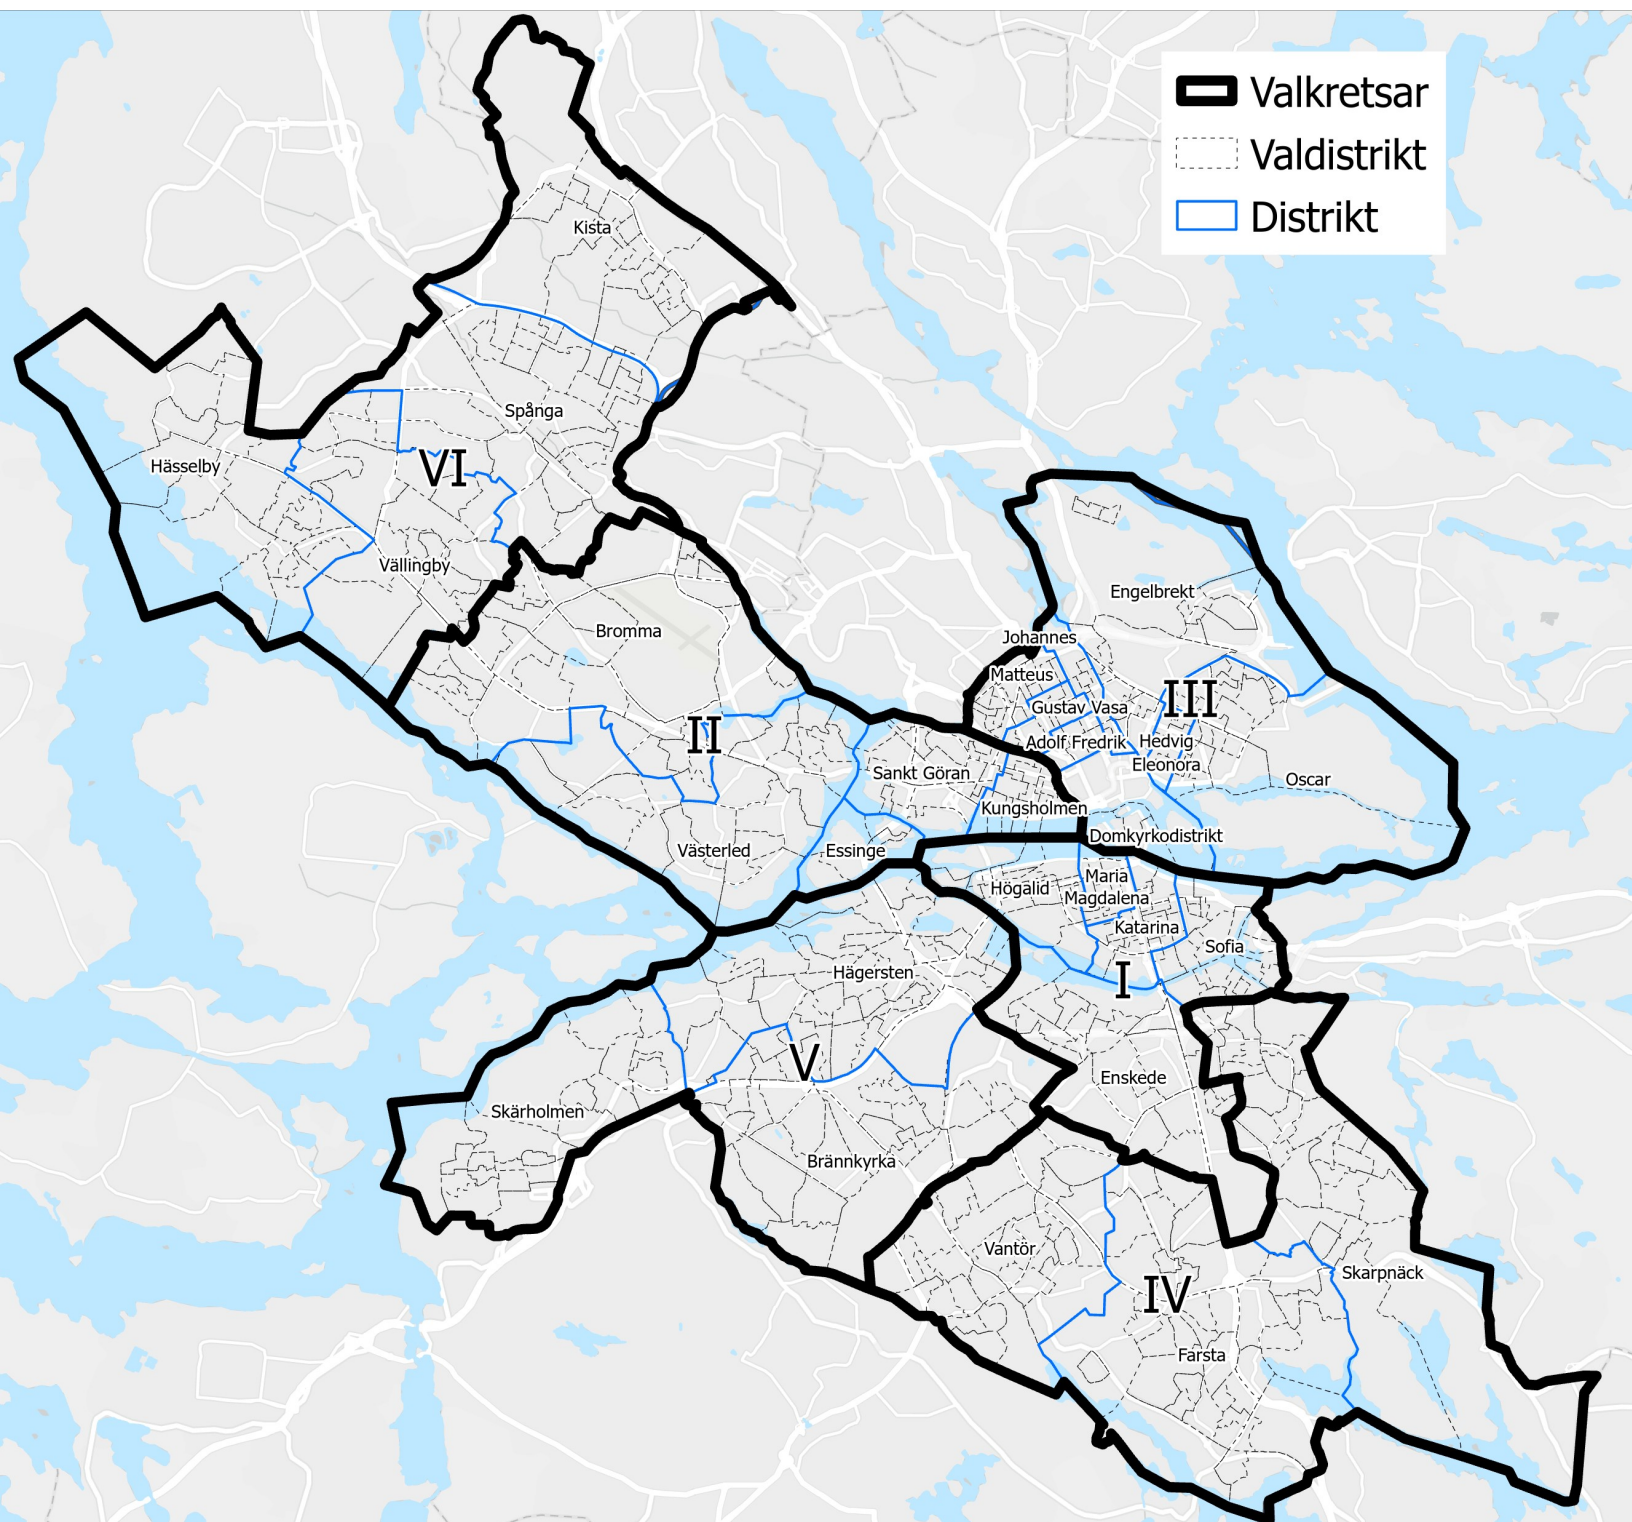 Valkretsar
Valdistrikt
Distrikt
Kista
Spånga
Hässelby
VI
Vällingby
Engelbrekt
Bromma
Johannes
Matteus
III
Gustav Vasa
II
Adolf Fredrik
Hedvig
Eleonora
Sankt Göran
Oscar
Kungsholmen
Domkyrkodistrikt
Västerled
Essinge
Högalid
Maria
Magdalena
Katarina
Sofia
Hägersten
I
V
Enskede
Skärholmen
Brännkyrka
Vantör
Skarpnäck
IV
Farsta